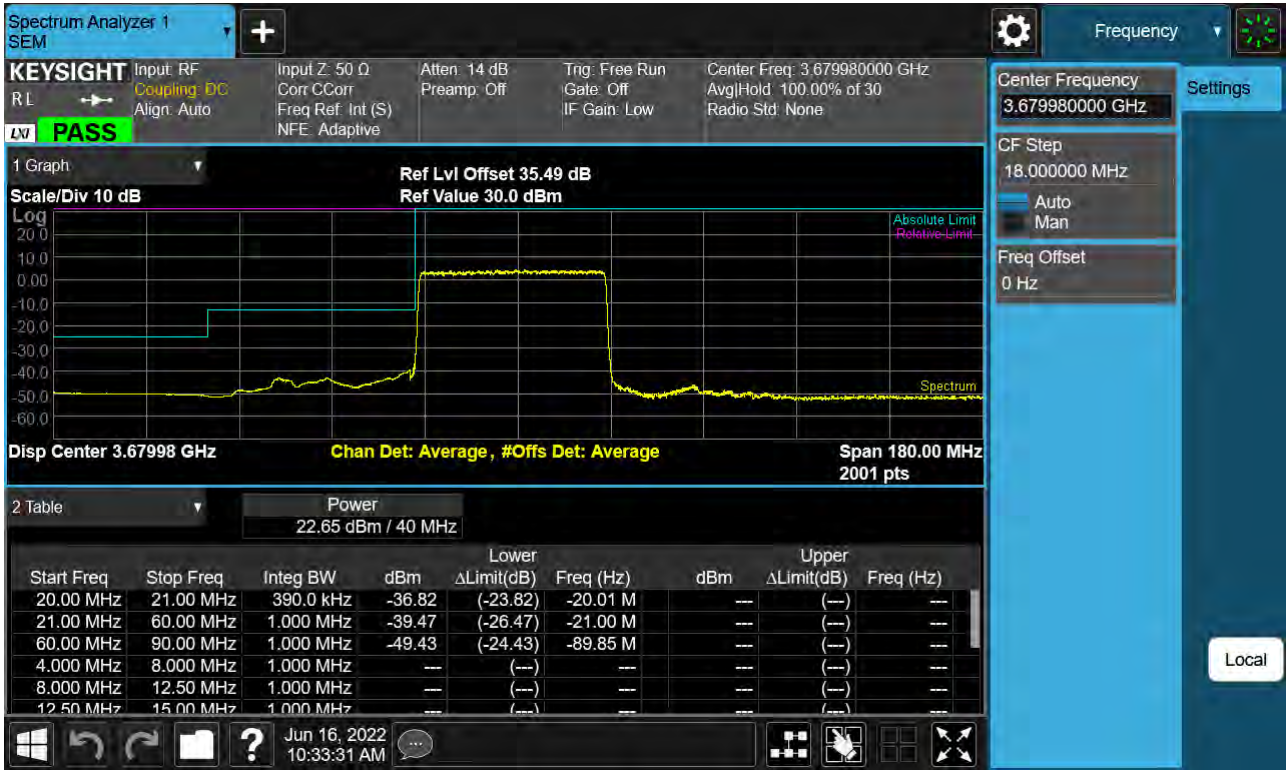 Spectrum Analyzer 1
SEM
Frequency
KEYSIGHT
RL
LXI
PASS
Input: RF
Coupling: DC
Align: Auto
Input Z: 50 Ω
Corr CCorr
Freq Ref: Int (S)
NFE: Adaptive
Atten: 14 dB
Preamp: Off
Trig: Free Run
Gate: Off
IF Gain: Low
Center Freq: 3.679980000 GHz
Avg|Hold: 100.00% of 30
Radio Std: None
Center Frequency
3.679980000 GHz
Settings
CF Step
18.000000 MHz
Auto
Man
Freq Offset
0 Hz
1 Graph
Scale/Div 10 dB
Ref Lvl Offset 35.49 dB
Ref Value 30.0 dBm
Log
20.0
10.0
0.00
-10.0
-20.0
-30.0
-40.0
-50.0
-60.0
Absolute Limit
Relative Limit
Spectrum
Disp Center 3.67998 GHz
Chan Det: Average , #Offs Det: Average
Span 180.00 MHz
2001 pts
2 Table
Power
22.65 dBm / 40 MHz
Lower Upper
Start Freq Stop Freq Integ BW dBm ΔLimit(dB) Freq (Hz) dBm ΔLimit(dB) Freq (Hz)
20.00 MHz 21.00 MHz 390.0 kHz -36.82 (-23.82) -20.01 M --- (---) ---
21.00 MHz 60.00 MHz 1.000 MHz -39.47 (-26.47) -21.00 M --- (---) ---
60.00 MHz 90.00 MHz 1.000 MHz -49.43 (-24.43) -89.85 M --- (---) ---
4.000 MHz 8.000 MHz 1.000 MHz --- (---) --- --- (---) ---
8.000 MHz 12.50 MHz 1.000 MHz --- (---) --- --- (---) ---
12.50 MHz 15.00 MHz 1.000 MHz --- (---) --- --- (---) ---
Local
?
Jun 16, 2022
10:33:31 AM